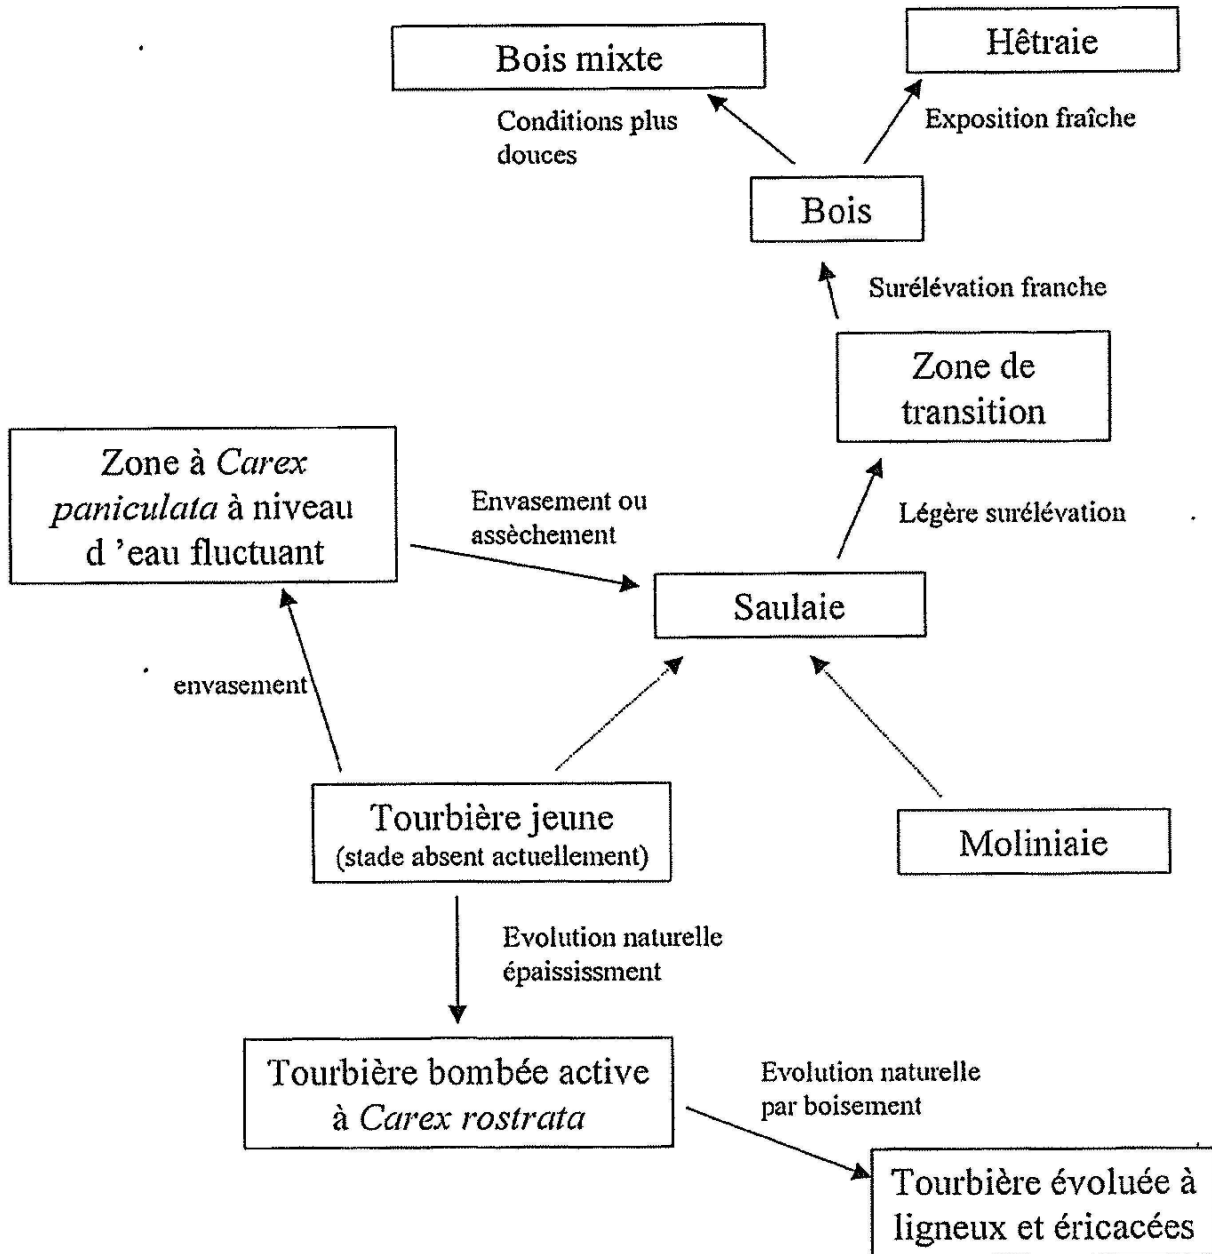 Bois mixte
Hêtraie
Conditions plus
douces
Exposition fraîche
Bois
Surélévation franche
Zone de
transition
Zone à Carex
paniculata à niveau
d ’eau fluctuant
Envasement ou
assèchement
Légère surélévation
Saulaie
envasement
Tourbière jeune
(stade absent actuellement)
Moliniaie
Evolution naturelle
épaississment
Tourbière bombée active
à Carex rostrata
Evolution naturelle
par boisement
Tourbière évoluée à
ligneux et éricacées